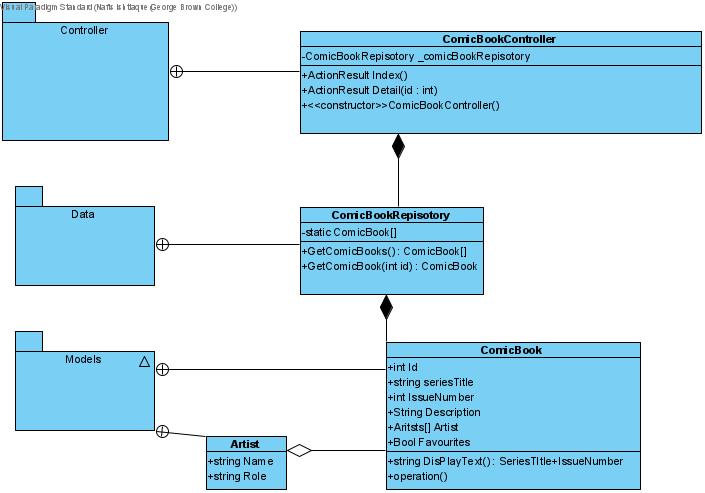 Visual Paradigm Standard (Nafis Ishtiaque (George Brown College))
Controller
ComicBookController
-ComicBookRepisotory _comicBookRepisotory
+ActionResult Index()
+ActionResult Detail(id : int)
+<<constructor>>ComicBookController()
Data
ComicBookRepisotory
-static ComicBook[]
+GetComicBooks() : ComicBook[]
+GetComicBook(int id) : ComicBook
Models
ComicBook
+int Id
+string seriesTitle
+int IssueNumber
+String Description
+Aritsts[] Artist
+Bool Favourites
+string DisPlayText() : SeriesTItle+IssueNumber
+operation()
Artist
+string Name
+string Role